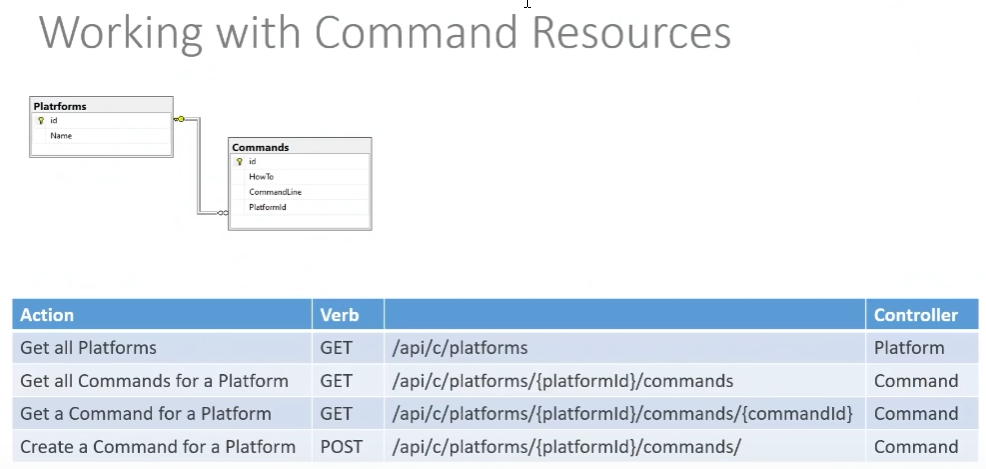 Working with Command Resources
Platrforms
id
Name
Commands
id
HowTo
CommandLine
PlatformId
Action Verb Controller
Get all Platforms GET /api/c/platforms Platform
Get all Commands for a Platform GET /api/c/platforms/{platformId}/commands Command
Get a Command for a Platform GET /api/c/platforms/{platformId}/commands/{commandId} Command
Create a Command for a Platform POST /api/c/platforms/{platformId}/commands/ Command